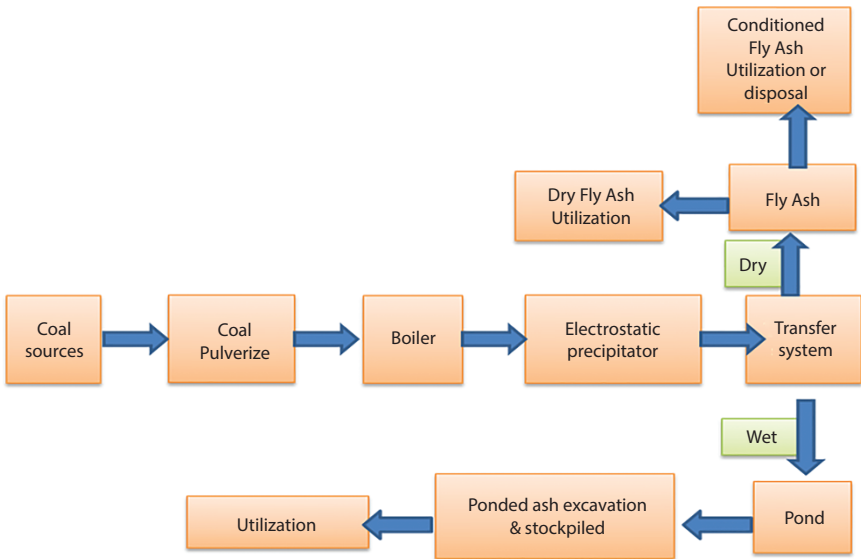 Conditioned
Fly Ash
Utilization or
disposal
Dry Fly Ash
Utilization
Fly Ash
Dry
Coal
sources
Coal
Pulverize
Boiler
Electrostatic
precipitator
Transfer
system
Wet
Utilization
Ponded ash excavation
& stockpiled
Pond